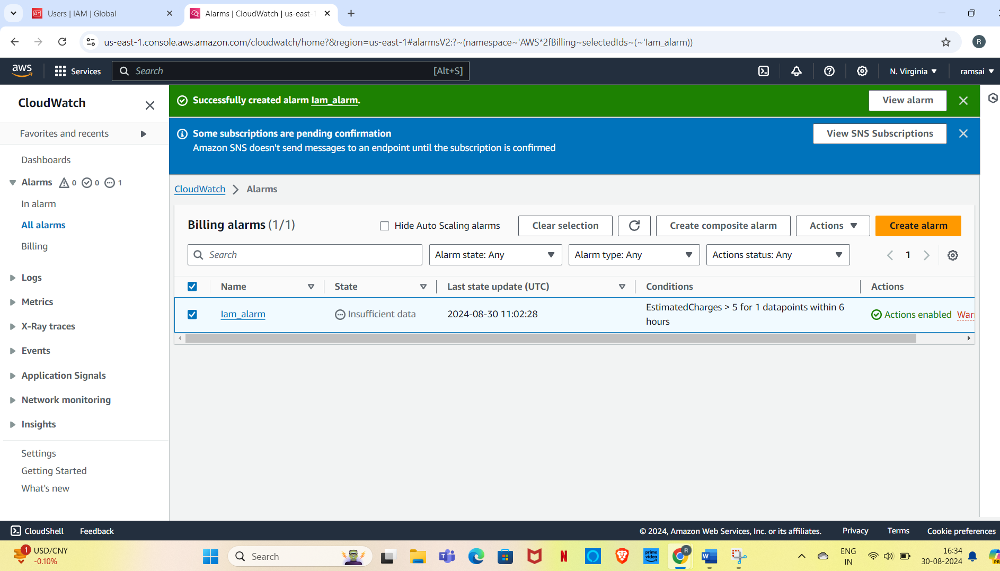 Users | IAM | Global
Alarms | CloudWatch | us-east-1
us-east-1.console.aws.amazon.com/cloudwatch/home?&region=us-east-1#alarmsV2:?~(namespace~'AWS*2fBilling~selectedIds~(~'Iam_alarm))
R
aws
Services
Search
[Alt+S]
N. Virginia
ramsai
CloudWatch
Favorites and recents
Dashboards
Alarms 0 0 1
In alarm
All alarms
Billing
Logs
Metrics
X-Ray traces
Events
Application Signals
Network monitoring
Insights
Settings
Getting Started
What's new
Successfully created alarm Iam_alarm.
View alarm
Some subscriptions are pending confirmation
Amazon SNS doesn't send messages to an endpoint until the subscription is confirmed
View SNS Subscriptions
CloudWatch
Alarms
Billing alarms (1/1)
Hide Auto Scaling alarms
Clear selection
Create composite alarm
Actions
Create alarm
Search
Alarm state: Any
Alarm type: Any
Actions status: Any
1
Name
State
Last state update (UTC)
Conditions
Actions
Iam_alarm
Insufficient data
2024-08-30 11:02:28
EstimatedCharges > 5 for 1 datapoints within 6
hours
Actions enabled
CloudShell
Feedback
© 2024, Amazon Web Services, Inc. or its affiliates.
Privacy
Terms
Cookie preferences
1
USD/CNY
-0.10%
Search
T
N
prime
video
R
W
ENG
IN
16:34
30-08-2024